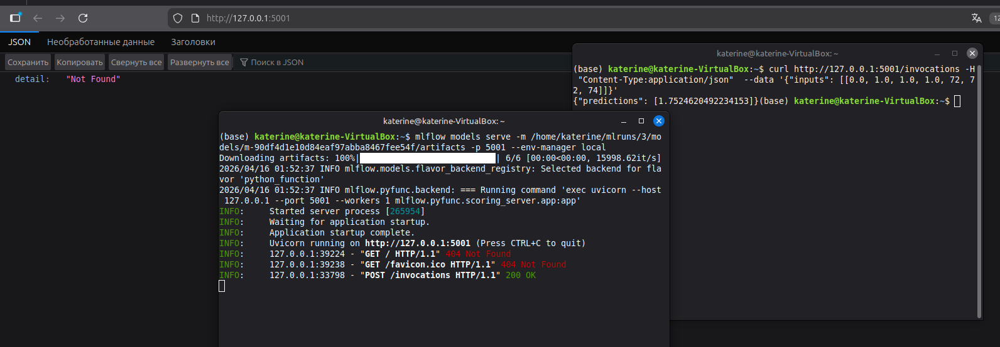 http://127.0.0.1:5001
12
JSON
Необработанные данные
Заголовки
Сохранить
Копировать
Свернуть все
Развернуть все
Поиск в JSON
detail: "Not Found"
katerine@katerine-VirtualBox: ~
(base) katerine@katerine-VirtualBox:~$ curl http://127.0.0.1:5001/invocations -H
"Content-Type:application/json"  --data '{"inputs": [[0.0, 1.0, 1.0, 1.0, 72, 7
2, 74]]}'
{"predictions": [1.7524620492234153]}(base) katerine@katerine-VirtualBox:~$
katerine@katerine-VirtualBox: ~
(base) katerine@katerine-VirtualBox:~$ mlflow models serve -m /home/katerine/mlruns/3/mo
dels/m-90df4d1e10d84eaf97abba8467fee54f/artifacts -p 5001 --env-manager local
Downloading artifacts: 100%| | 6/6 [00:00<00:00, 15998.62it/s]
2026/04/16 01:52:37 INFO mlflow.models.flavor_backend_registry: Selected backend for fla
vor 'python_function'
2026/04/16 01:52:37 INFO mlflow.pyfunc.backend: === Running command 'exec uvicorn --host
127.0.0.1 --port 5001 --workers 1 mlflow.pyfunc.scoring_server.app:app'
INFO:     Started server process [265954]
INFO:     Waiting for application startup.
INFO:     Application startup complete.
INFO:     Uvicorn running on http://127.0.0.1:5001 (Press CTRL+C to quit)
INFO:     127.0.0.1:39224 - "GET / HTTP/1.1" 404 Not Found
INFO:     127.0.0.1:39238 - "GET /favicon.ico HTTP/1.1" 404 Not Found
INFO:     127.0.0.1:33798 - "POST /invocations HTTP/1.1" 200 OK